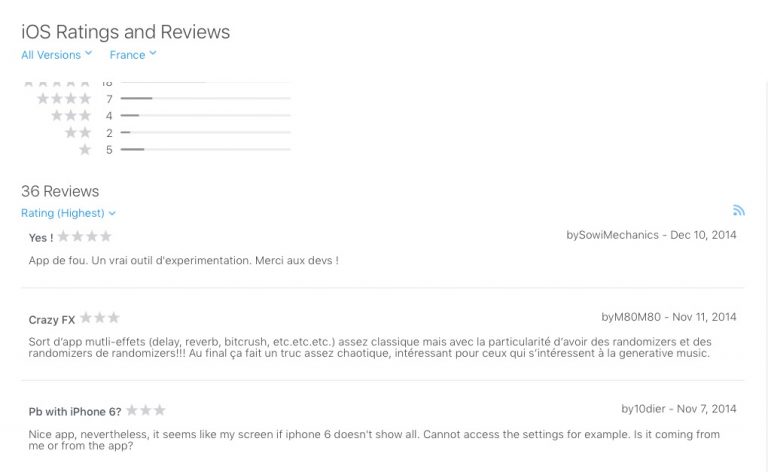 iOS Ratings and Reviews
All Versions France
18
7
4
2
5
36 Reviews
Rating (Highest)
Yes ! bySowiMechanics - Dec 10, 2014
App de fou. Un vrai outil d'experimentation. Merci aux devs !
Crazy FX byM80M80 - Nov 11, 2014
Sort d'app mutli-effets (delay, reverb, bitcrush, etc.etc.etc.) assez classique mais avec la particularité d'avoir des randomizers et des
randomizers de randomizers!!! Au final ça fait un truc assez chaotique, intéressant pour ceux qui s'intéressent à la generative music.
Pb with iPhone 6? by10dier - Nov 7, 2014
Nice app, nevertheless, it seems like my screen if iphone 6 doesn't show all. Cannot access the settings for example. Is it coming from
me or from the app?